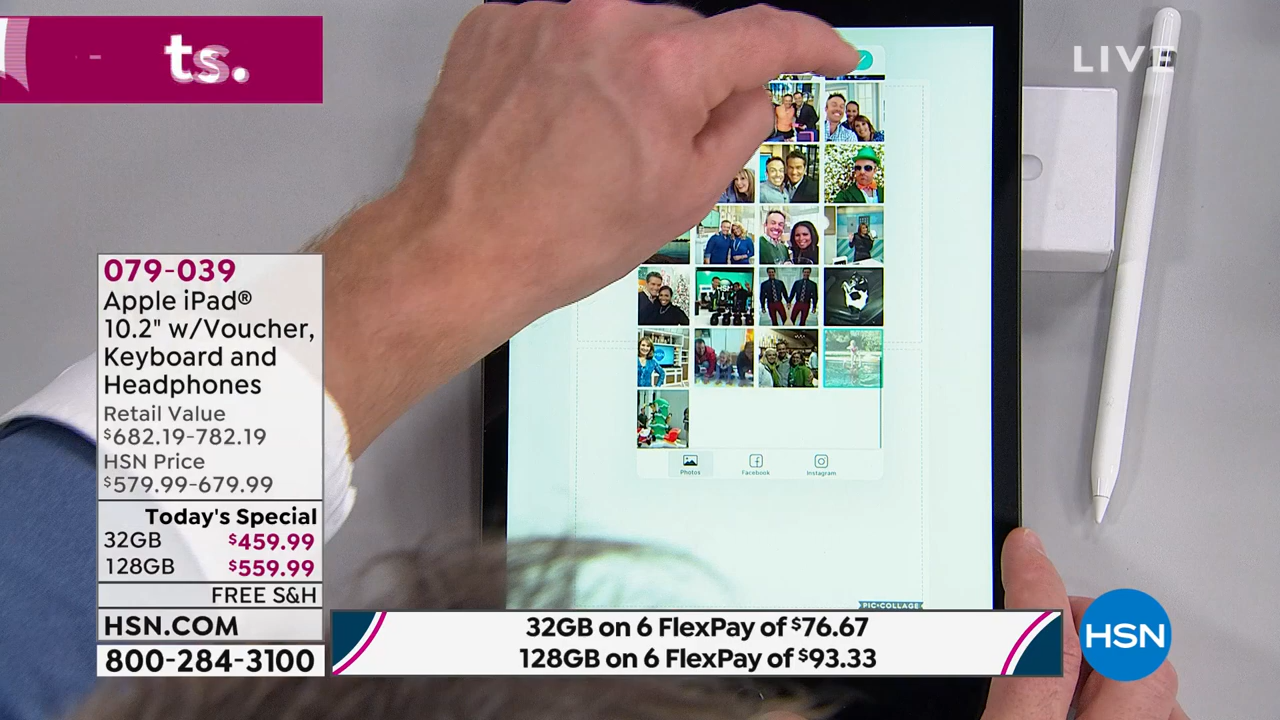 - ts.
LIVE
079-039
Apple iPad®
10.2" w/Voucher,
Keyboard and
Headphones
Retail Value
$682.19-782.19
HSN Price
$579.99-679.99
Today's Special
32GB $459.99
128GB $559.99
FREE S&H
HSN.COM
800-284-3100
Photos
Facebook
Instagram
PIC•COLLAGE
32GB on 6 FlexPay of $76.67
128GB on 6 FlexPay of $93.33
HSN